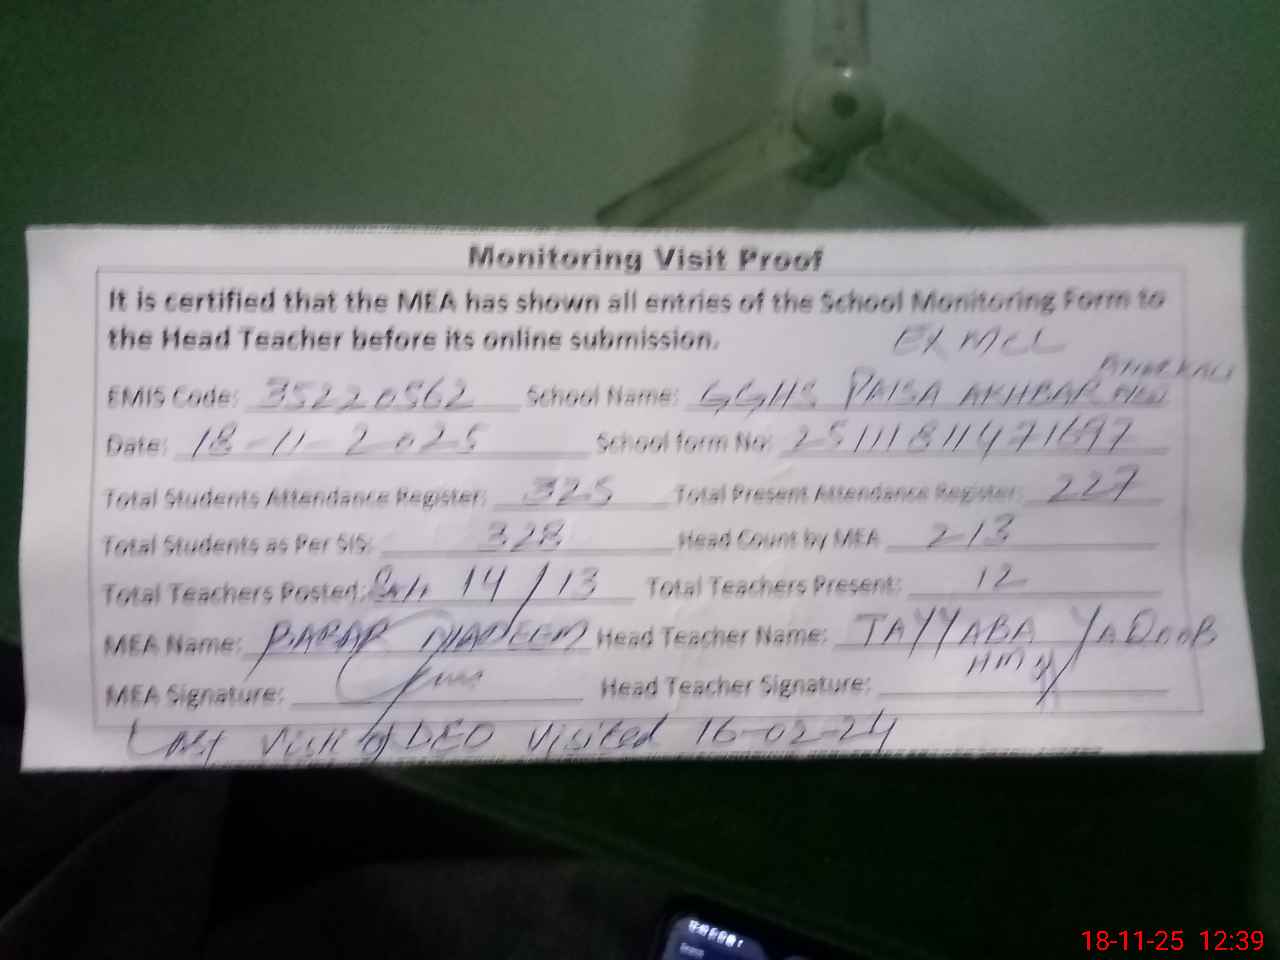 Monitoring Visit Proof
It is certified that the MEA has shown all entries of the School Monitoring Form to
the Head Teacher before its online submission.
EX MCL
EMIS Code: 35220562 School Name: GGHS PAISA AKHBAR NEW ANARKALI
Date: 18-11-2025 School form No: 25111811471697
Total Students Attendance Register: 325 Total Present Attendance Register: 227
Total Students as Per SIS: 328 Head Count by MEA 213
Total Teachers Posted: 14/13 Total Teachers Present: 12
MEA Name: BABAR NADEEM Head Teacher Name: TAYYABA YAQOOB
MEA Signature: Head Teacher Signature: HM
Last Visit of DEO Visited 16-02-24
18-11-25 12:39